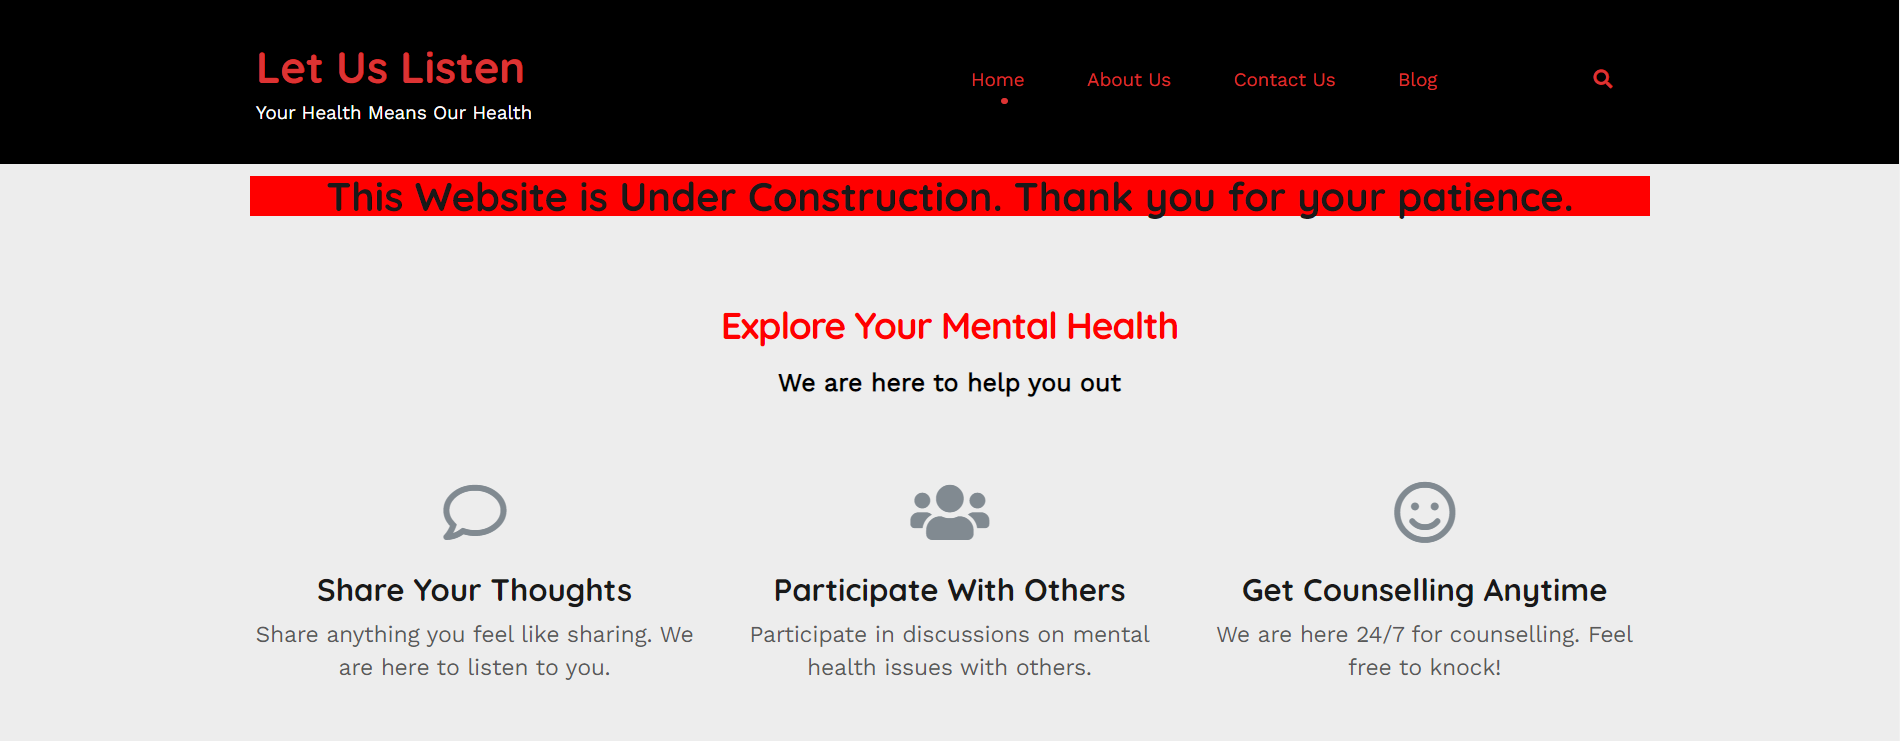 Let Us Listen
Your Health Means Our Health
Home
About Us
Contact Us
Blog
This Website is Under Construction. Thank you for your patience.
Explore Your Mental Health
We are here to help you out
Share Your Thoughts
Share anything you feel like sharing. We
are here to listen to you.
Participate With Others
Participate in discussions on mental
health issues with others.
Get Counselling Anytime
We are here 24/7 for counselling. Feel
free to knock!